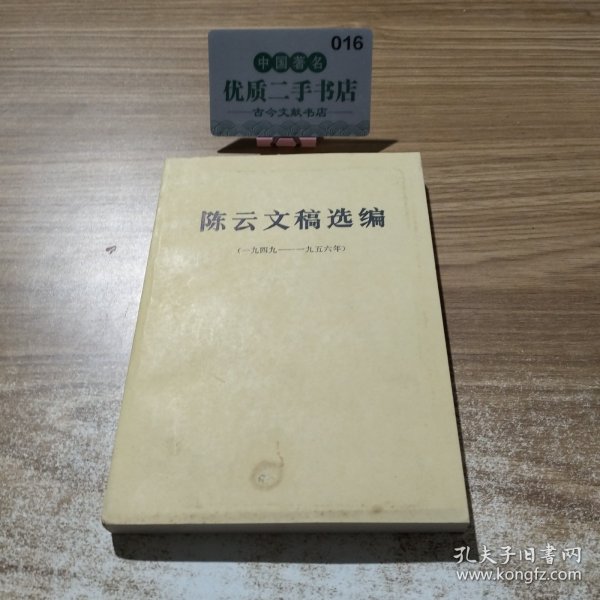 016
中国著名
优质二手书店
古今文献书店
陈云文稿选编
(一九四九——一九五六年)
孔夫子旧書网
www.kongfz.com